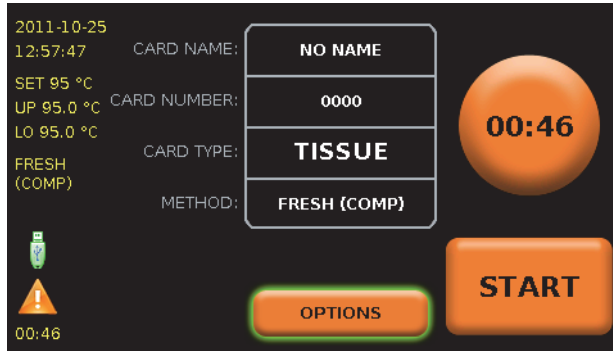 2011-10-25
12:57:47
SET 95 °C
UP 95.0 °C
LO 95.0 °C
FRESH
(COMP)
00:46
CARD NAME: NO NAME
CARD NUMBER: 0000
CARD TYPE: TISSUE
METHOD: FRESH (COMP)
OPTIONS
00:46
START